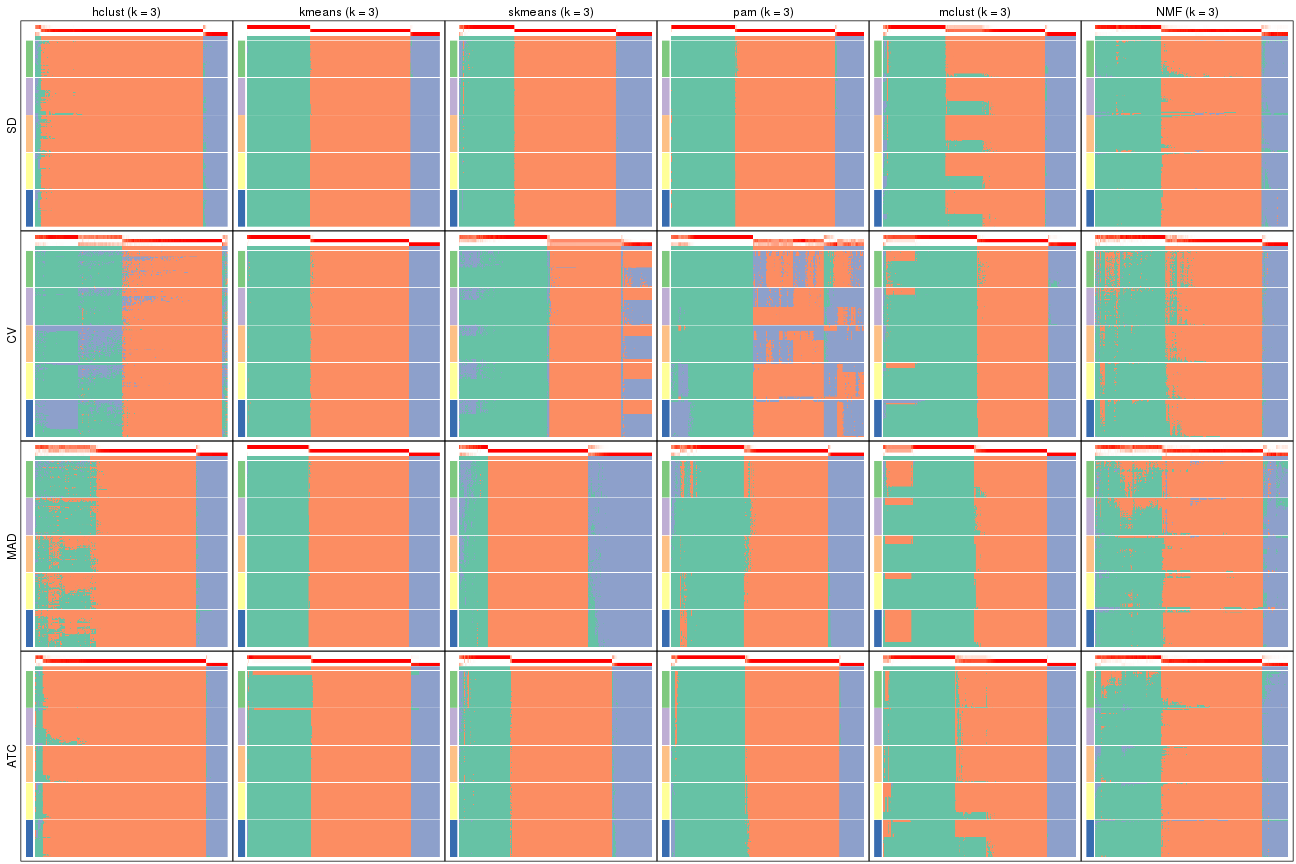 hclust (k = 3) kmeans (k = 3) skmeans (k = 3) pam (k = 3) mclust (k = 3) NMF (k = 3)
SD
CV
MAD
ATC